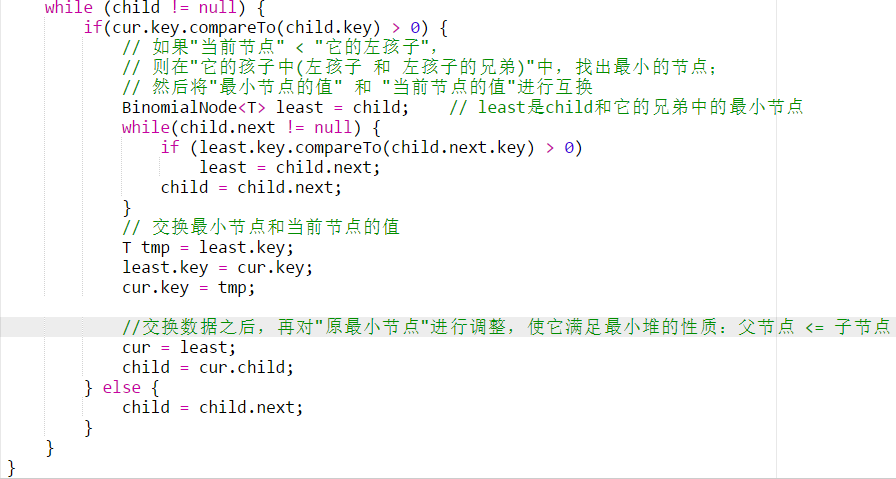 while (child != null) {
if(cur.key.compareTo(child.key) > 0) {
// 如果"当前节点" < "它的左孩子",
// 则在"它的孩子中(左孩子 和 左孩子的兄弟)"中，找出最小的节点；
// 然后将"最小节点的值" 和 "当前节点的值"进行互换
BinomialNode<T> least = child;    // least是child和它的兄弟中的最小节点
while(child.next != null) {
if (least.key.compareTo(child.next.key) > 0)
least = child.next;
child = child.next;
}
// 交换最小节点和当前节点的值
T tmp = least.key;
least.key = cur.key;
cur.key = tmp;
//交换数据之后，再对"原最小节点"进行调整，使它满足最小堆的性质：父节点 <= 子节点
cur = least;
child = cur.child;
} else {
child = child.next;
}
}
}